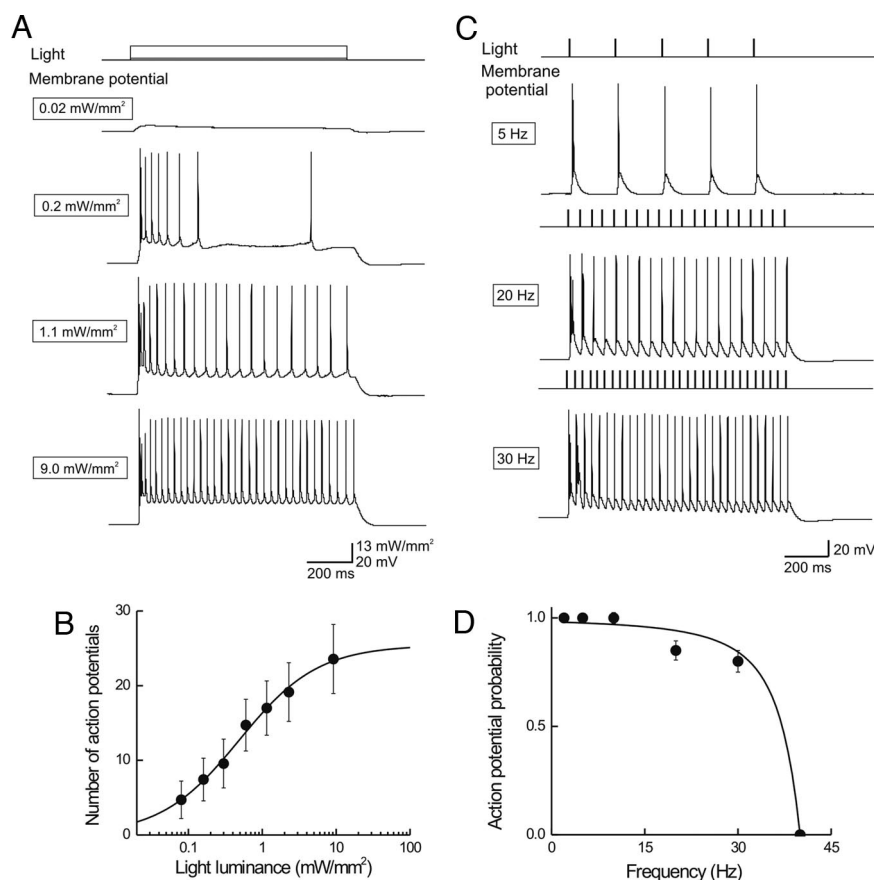 A
Light
Membrane potential
0.02 mW/mm²
0.2 mW/mm²
1.1 mW/mm²
9.0 mW/mm²
13 mW/mm²
20 mV
200 ms
C
Light
Membrane
potential
5 Hz
20 Hz
30 Hz
20 mV
200 ms
B
Number of action potentials
30
20
10
0
0.1
1
10
100
Light luminance (mW/mm²)
D
Action potential probability
1.0
0.5
0.0
0
15
30
45
Frequency (Hz)